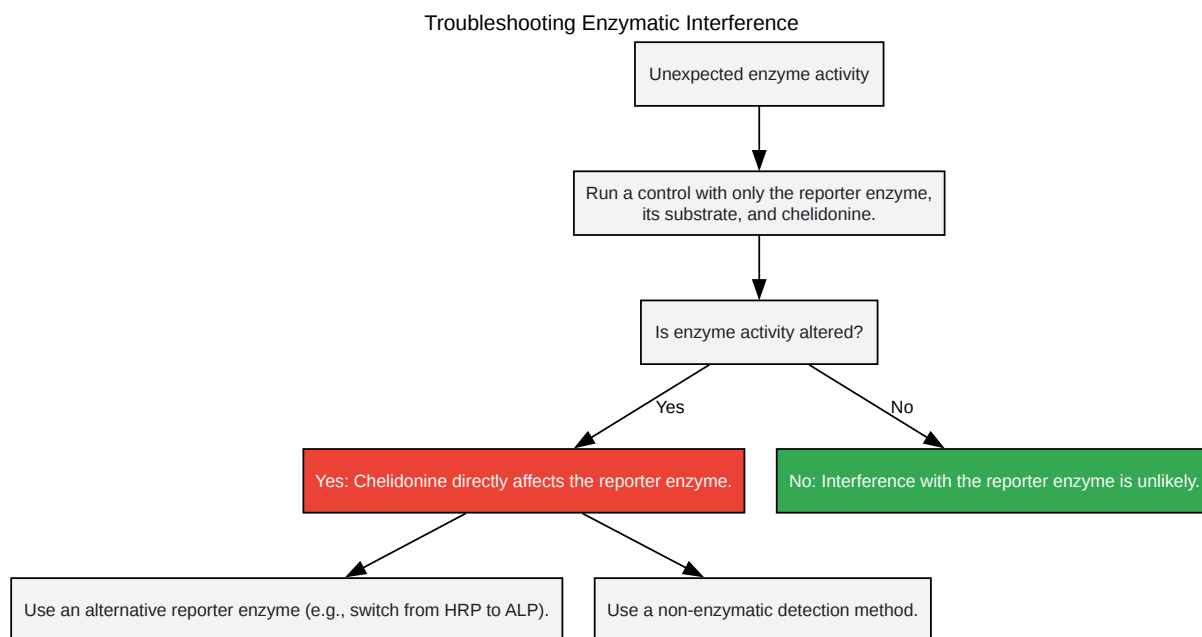 Troubleshooting Enzymatic Interference
Unexpected enzyme activity
Run a control with only the reporter enzyme,
its substrate, and chelidonine.
Is enzyme activity altered?
Yes
No
Yes: Chelidonine directly affects the reporter enzyme.
No: Interference with the reporter enzyme is unlikely.
Use an alternative reporter enzyme (e.g., switch from HRP to ALP).
Use a non-enzymatic detection method.